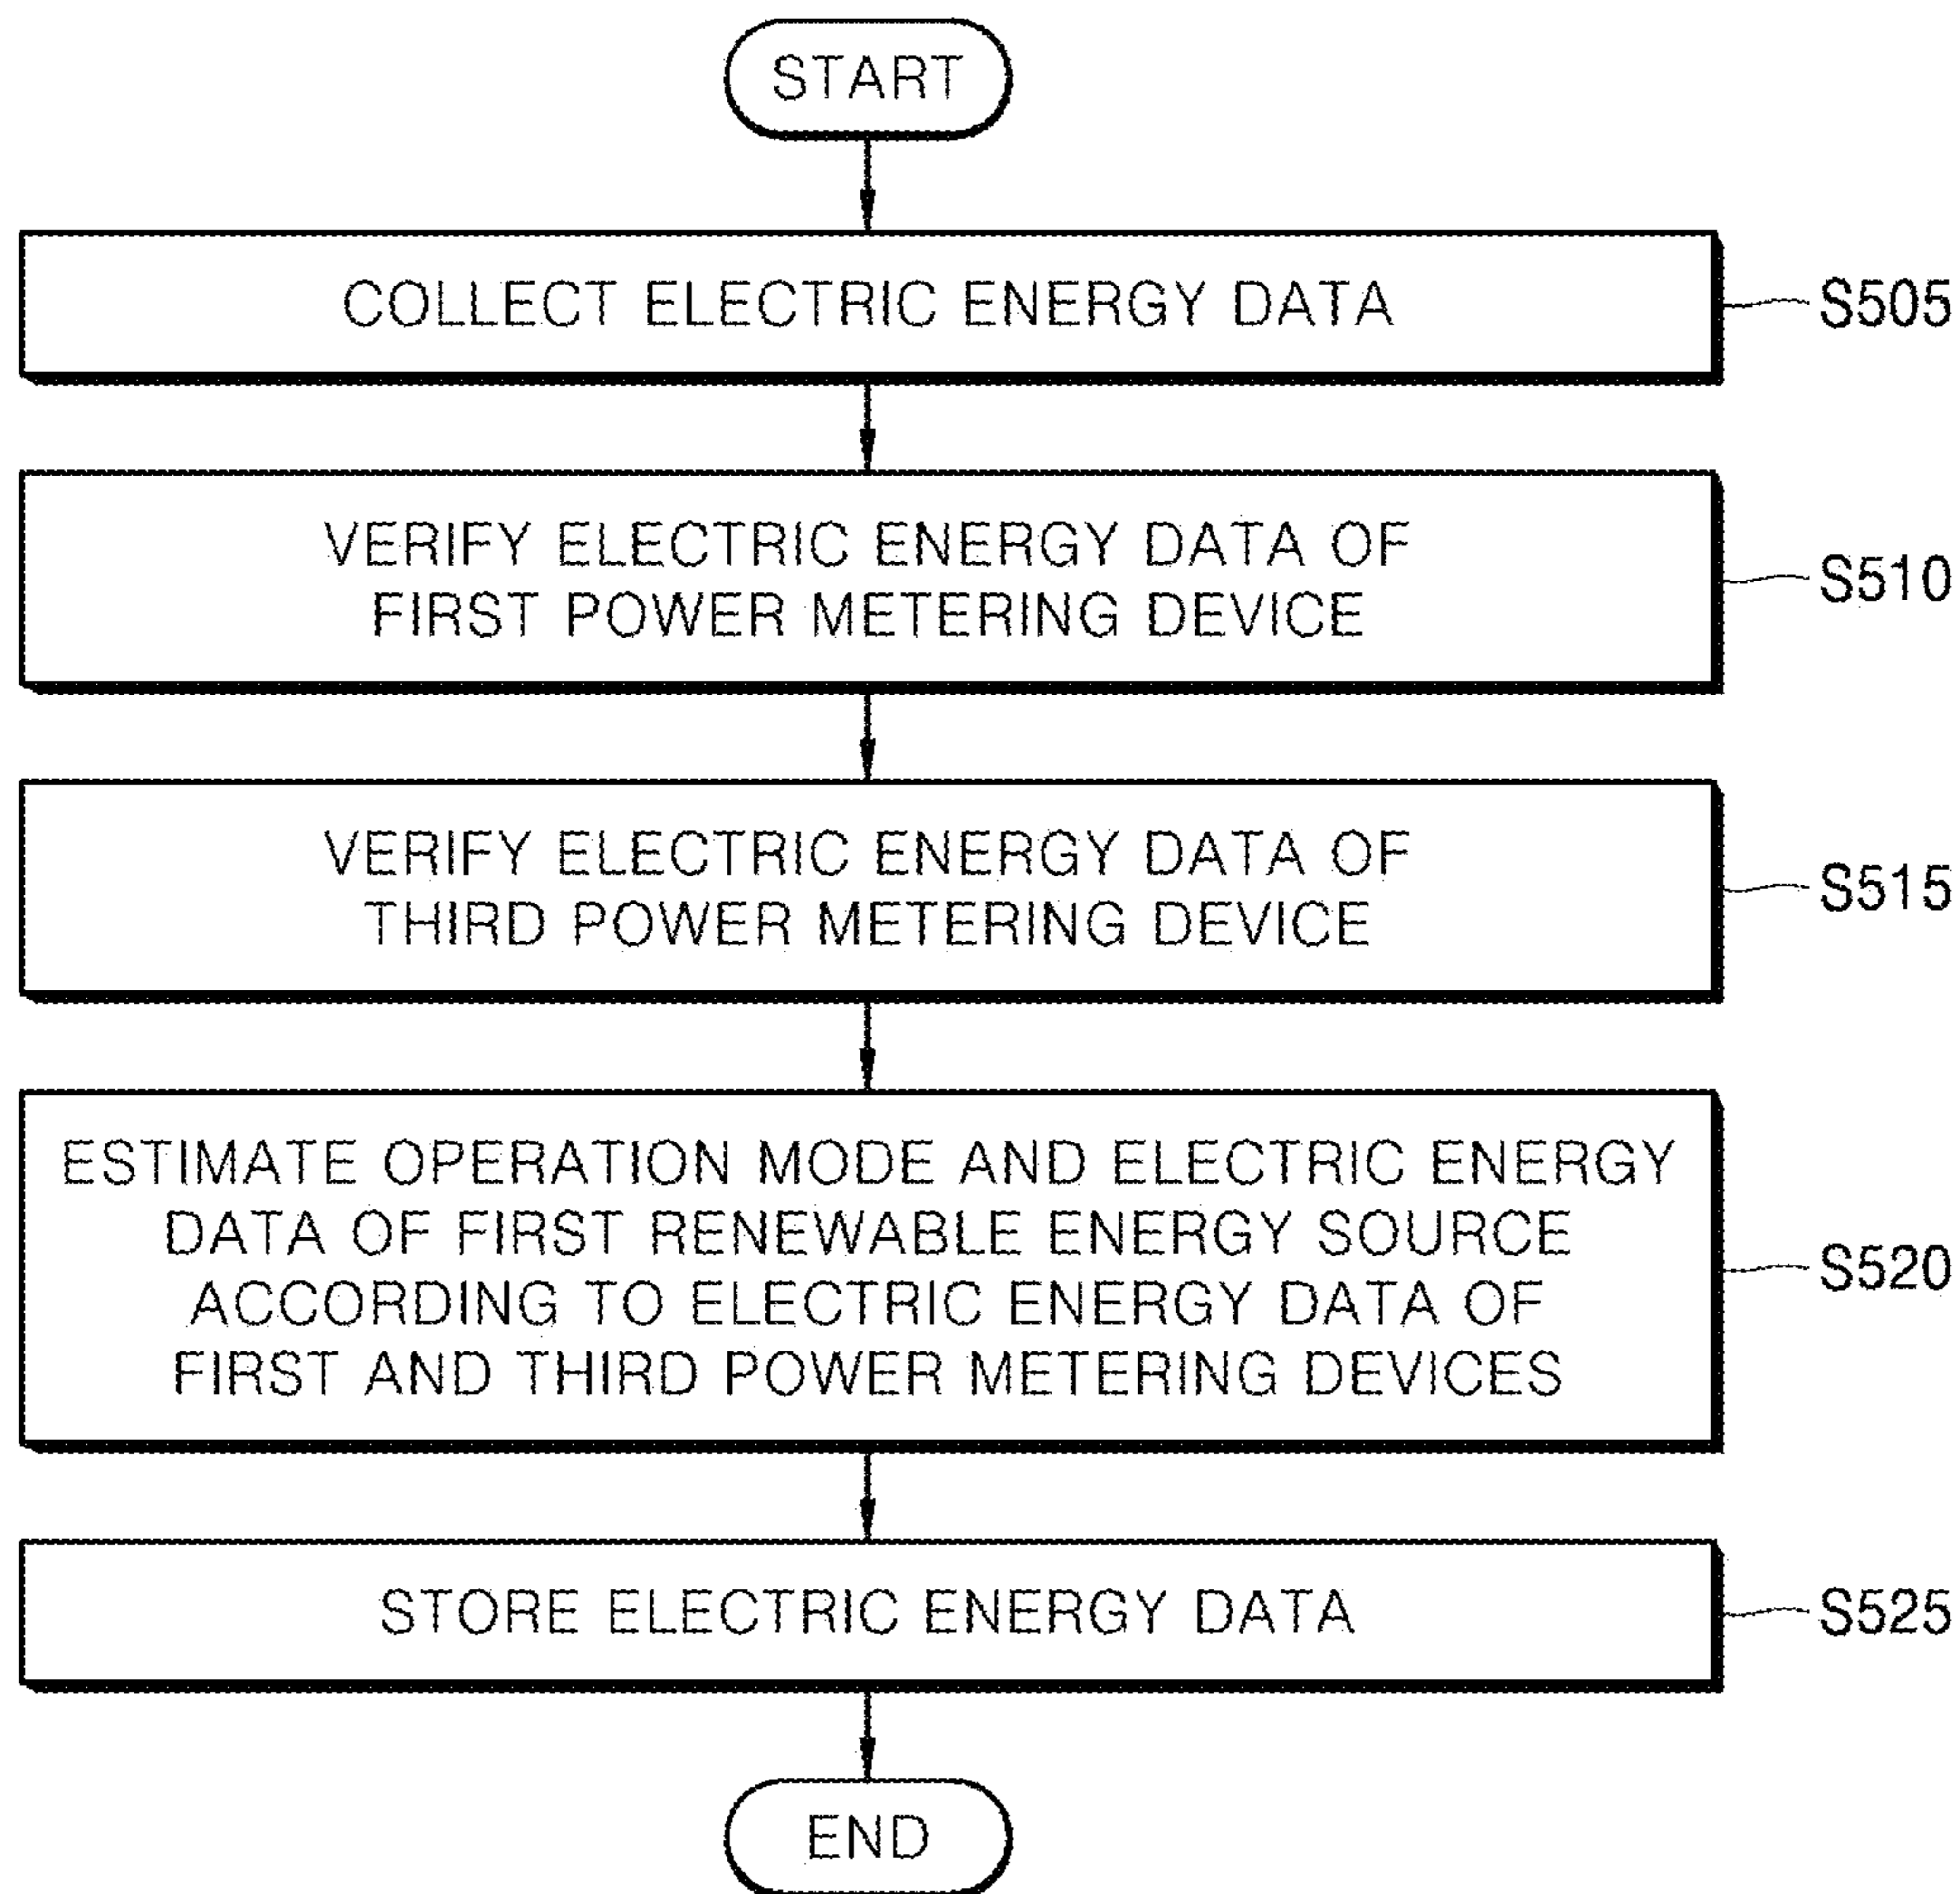 START
COLLECT ELECTRIC ENERGY DATA
S505
VERIFY ELECTRIC ENERGY DATA OF
FIRST POWER METERING DEVICE
S510
VERIFY ELECTRIC ENERGY DATA OF
THIRD POWER METERING DEVICE
S515
ESTIMATE OPERATION MODE AND ELECTRIC ENERGY
DATA OF FIRST RENEWABLE ENERGY SOURCE
ACCORDING TO ELECTRIC ENERGY DATA OF
FIRST AND THIRD POWER METERING DEVICES
S520
STORE ELECTRIC ENERGY DATA
S525
END